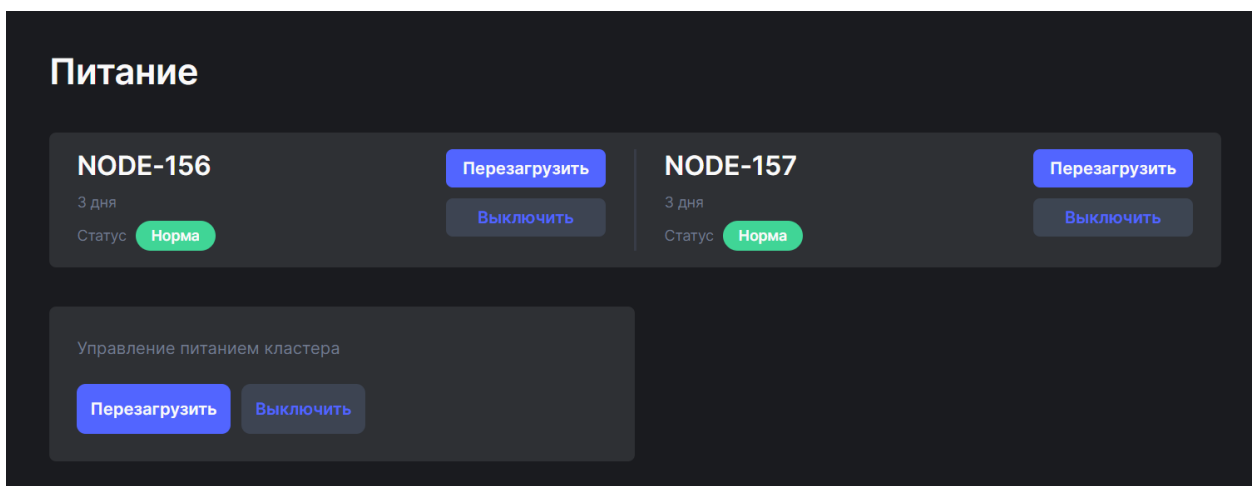 Питание
NODE-156
Перезагрузить
3 дня
Выключить
Статус Норма
NODE-157
Перезагрузить
3 дня
Выключить
Статус Норма
Управление питанием кластера
Перезагрузить Выключить